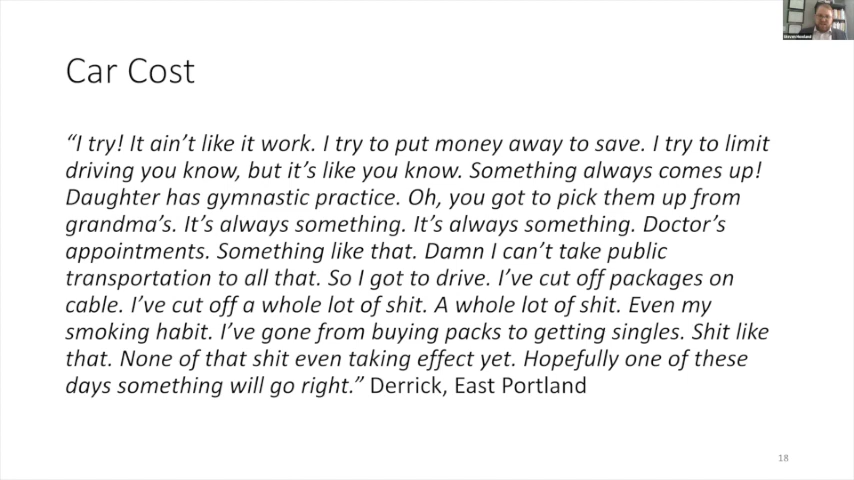 Car Cost
“I try! It ain’t like it work. I try to put money away to save. I try to limit
driving you know, but it’s like you know. Something always comes up!
Daughter has gymnastic practice. Oh, you got to pick them up from
grandma’s. It’s always something. It’s always something. Doctor’s
appointments. Something like that. Damn I can’t take public
transportation to all that. So I got to drive. I’ve cut off packages on
cable. I’ve cut off a whole lot of shit. A whole lot of shit. Even my
smoking habit. I’ve gone from buying packs to getting singles. Shit like
that. None of that shit even taking effect yet. Hopefully one of these
days something will go right.” Derrick, East Portland
18